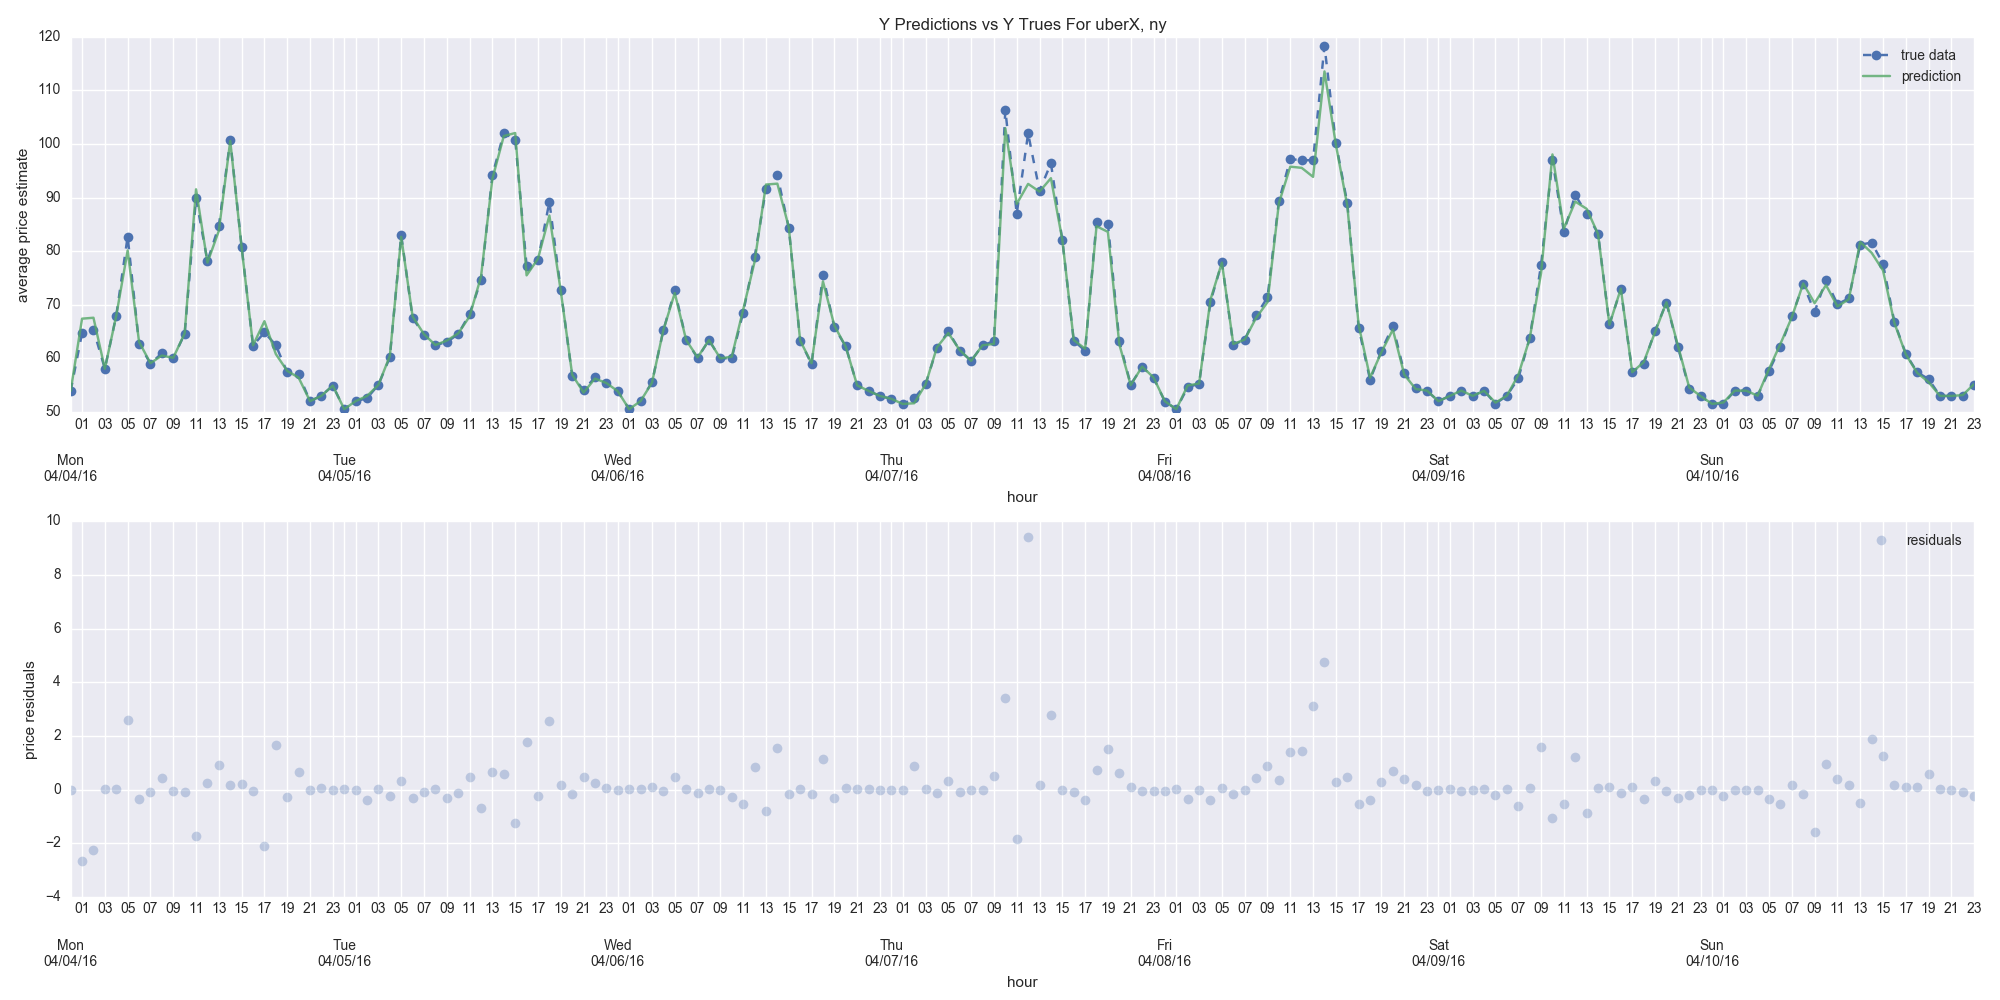 Y Predictions vs Y Trues For uberX, ny
120
110
100
90
80
70
60
50
average price estimate
true data
prediction
01 03 05 07 09 11 13 15 17 19 21 23 01 03 05 07 09 11 13 15 17 19 21 23 01 03 05 07 09 11 13 15 17 19 21 23 01 03 05 07 09 11 13 15 17 19 21 23 01 03 05 07 09 11 13 15 17 19 21 23 01 03 05 07 09 11 13 15 17 19 21 23 01 03 05 07 09 11 13 15 17 19 21 23
Mon Tue Wed Thu Fri Sat Sun
04/04/16 04/05/16 04/06/16 04/07/16 04/08/16 04/09/16 04/10/16
hour
10
8
6
4
2
0
−2
−4
price residuals
residuals
01 03 05 07 09 11 13 15 17 19 21 23 01 03 05 07 09 11 13 15 17 19 21 23 01 03 05 07 09 11 13 15 17 19 21 23 01 03 05 07 09 11 13 15 17 19 21 23 01 03 05 07 09 11 13 15 17 19 21 23 01 03 05 07 09 11 13 15 17 19 21 23 01 03 05 07 09 11 13 15 17 19 21 23
Mon Tue Wed Thu Fri Sat Sun
04/04/16 04/05/16 04/06/16 04/07/16 04/08/16 04/09/16 04/10/16
hour